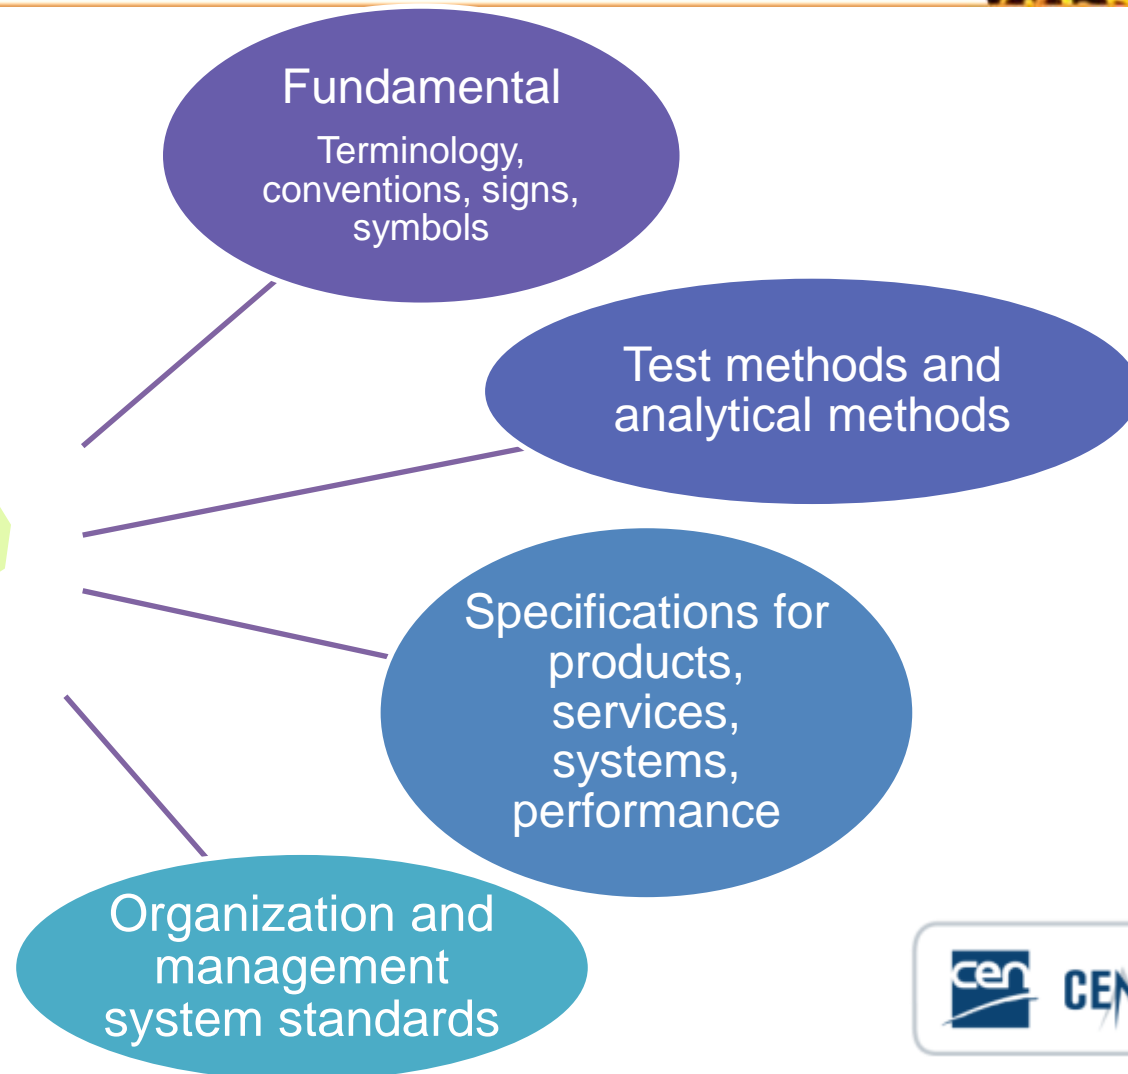 Fundamental
Terminology,
conventions, signs,
symbols
Test methods and
analytical methods
Specifications for
products,
services,
systems,
performance
Organization and
management
system standards
cen